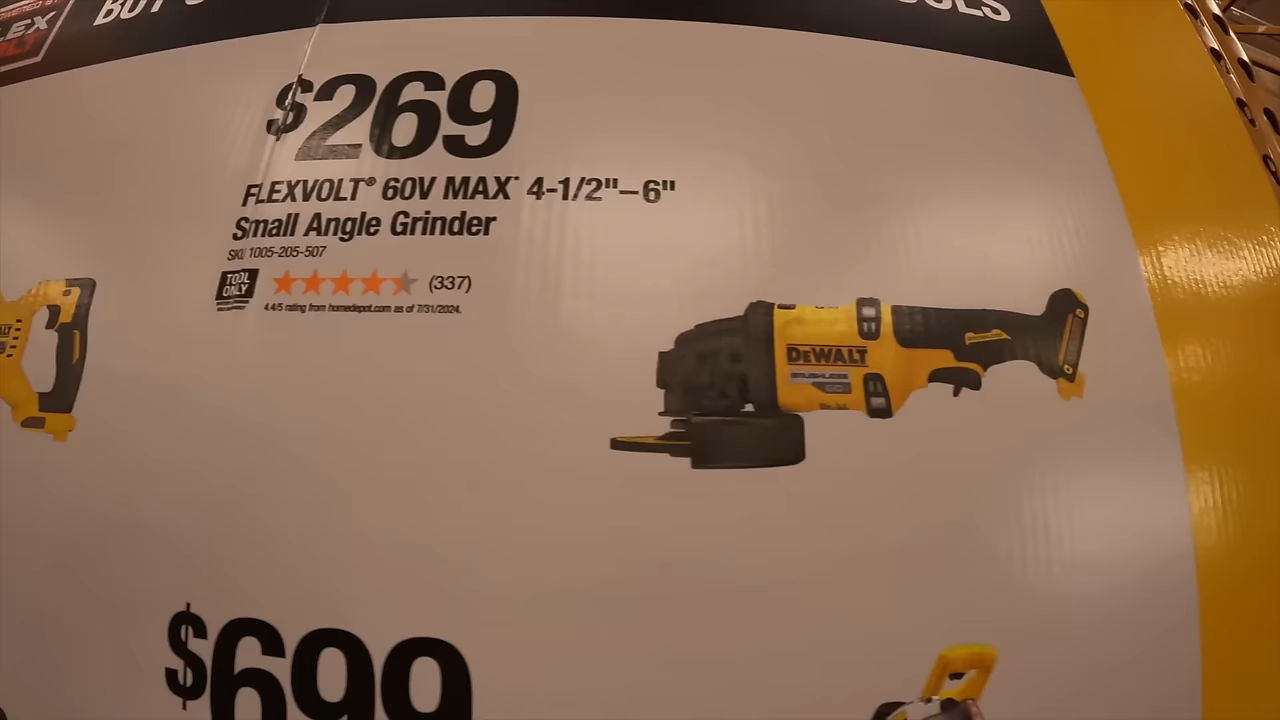 $269
FLEXVOLT® 60V MAX* 4-1/2"–6"
Small Angle Grinder
SKU 1005-205-507
TOOL
ONLY
(337)
4.4/5 rating from homedepot.com as of 7/31/2024.
DEWALT
BRUSHLESS
$699